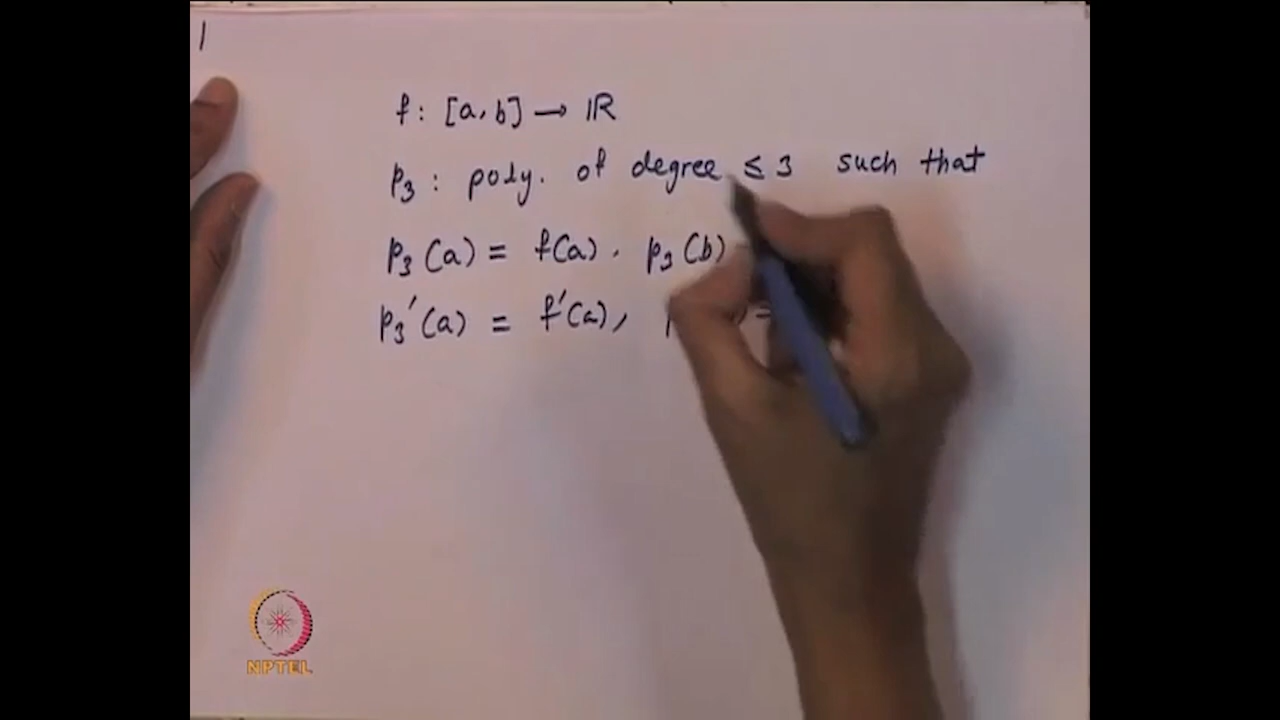 1
f : [a, b] → ℝ
p₃ : poly. of degree ≤ 3 such that
p₃(a) = f(a). p₃(b)
p₃'(a) = f'(a),
NPTEL